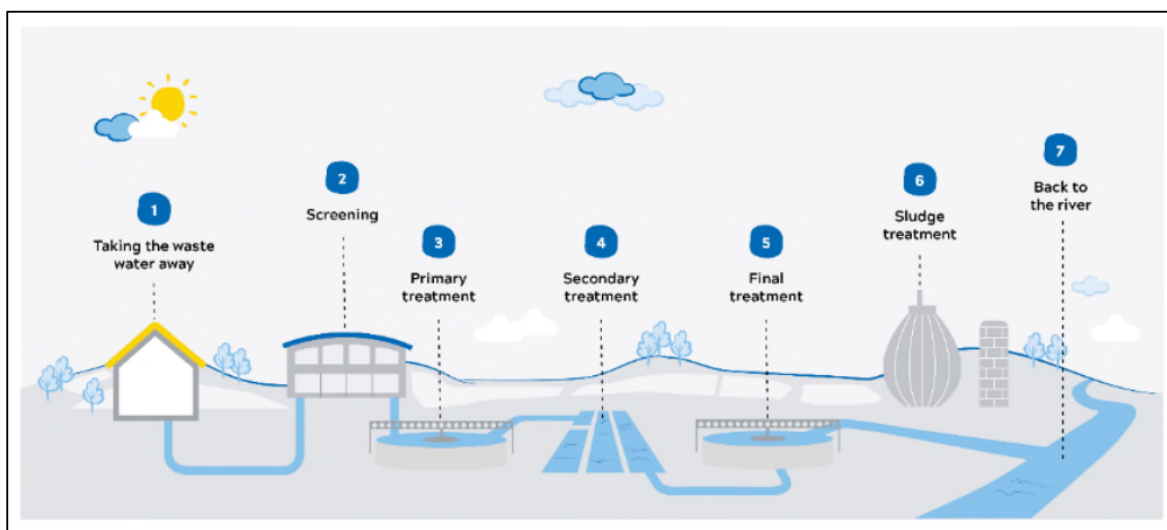 1
Taking the waste
water away
2
Screening
3
Primary
treatment
4
Secondary
treatment
5
Final
treatment
6
Sludge
treatment
7
Back to
the river